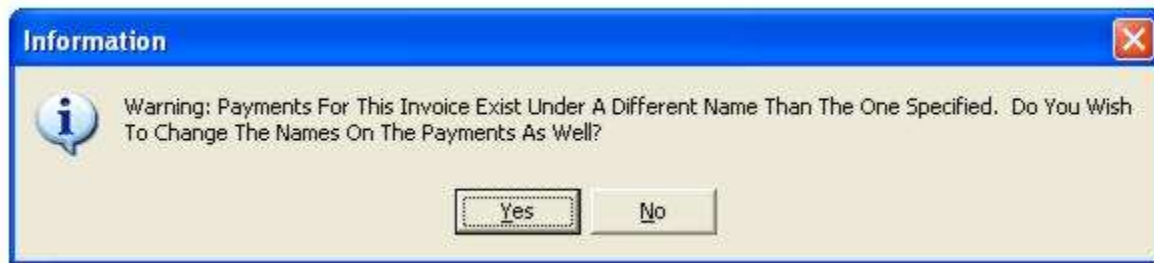 Information
Warning: Payments For This Invoice Exist Under A Different Name Than The One Specified.  Do You Wish
To Change The Names On The Payments As Well?
Yes No